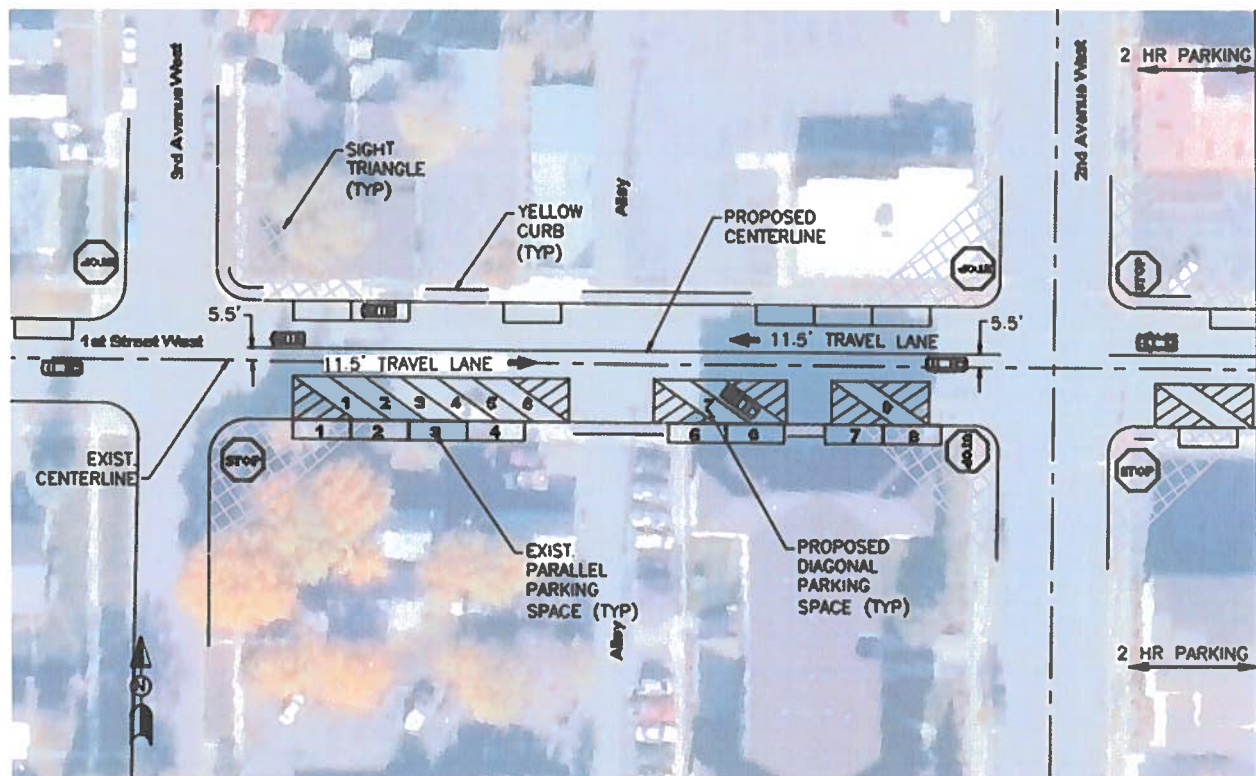 3rd Avenue West
2nd Avenue West
2 HR PARKING
SIGHT
TRIANGLE
(TYP)
Alley
YELLOW
CURB
(TYP)
PROPOSED
CENTERLINE
STOP
STOP
STOP
5.5'
1st Street West
11.5' TRAVEL LANE
11.5' TRAVEL LANE
5.5'
1 2 3 4 5 6
7
1 2 3 4
5 6
7 8
STOP
STOP
STOP
EXIST.
CENTERLINE
EXIST.
PARALLEL
PARKING
SPACE (TYP)
PROPOSED
DIAGONAL
PARKING
SPACE (TYP)
Alley
2 HR PARKING
N